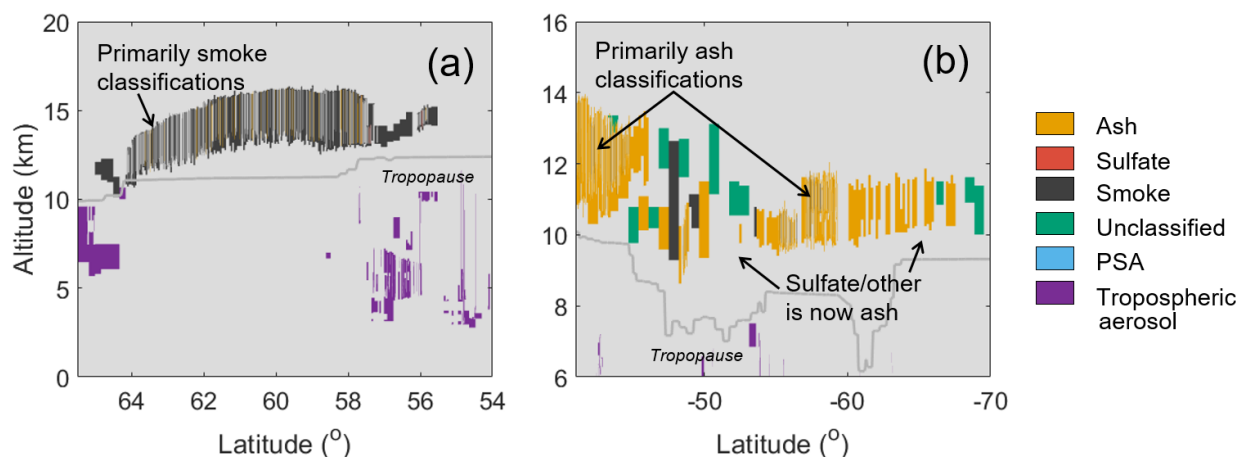 20
15
10
5
0
Altitude (km)
Primarily smoke
classifications
(a)
Tropopause
64 62 60 58 56 54
Latitude (o)
16
14
12
10
8
6
Primarily ash
classifications
(b)
Sulfate/other
is now ash
Tropopause
-50 -60 -70
Latitude (o)
Ash
Sulfate
Smoke
Unclassified
PSA
Tropospheric
aerosol